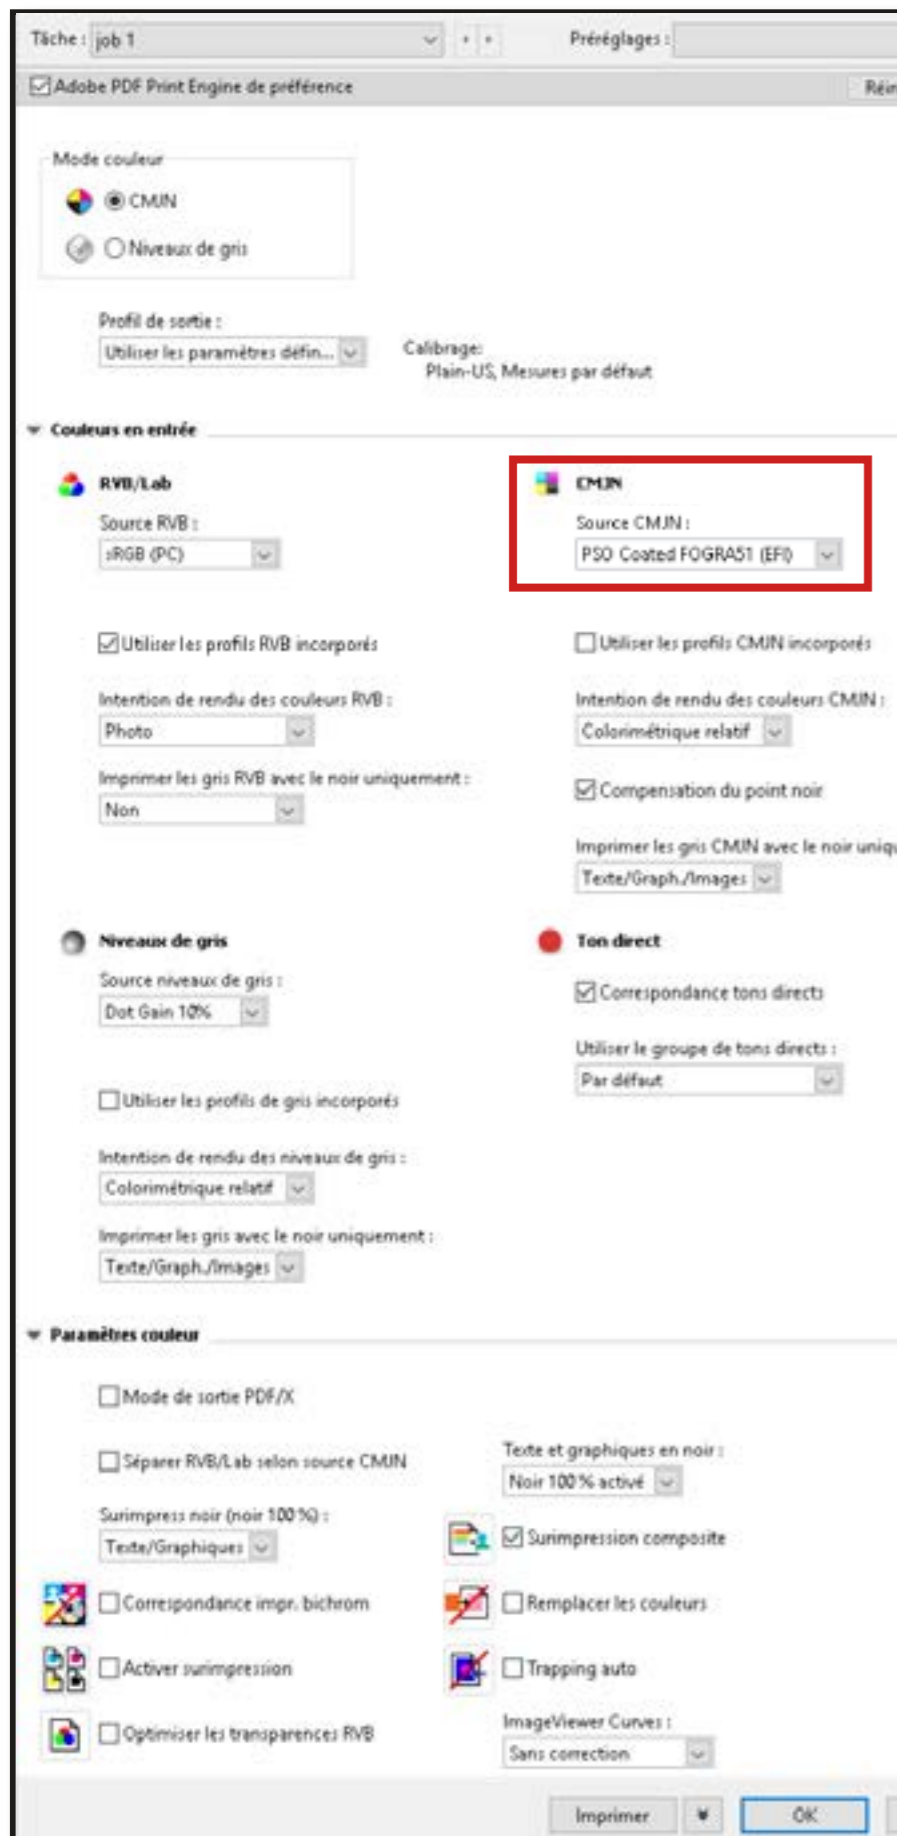 Tâche : job 1 Préréglages :
Adobe PDF Print Engine de préférence
Mode couleur
CMJN
Niveaux de gris
Profil de sortie :
Utiliser les paramètres défin...
Calibrage:
Plain-US, Mesures par défaut
Couleurs en entrée
RVB/Lab
Source RVB :
sRGB (PC)
Utiliser les profils RVB incorporés
Intention de rendu des couleurs RVB :
Photo
Imprimer les gris RVB avec le noir uniquement :
Non
CMJN
Source CMJN :
PSO Coated FOGRA51 (EFI)
Utiliser les profils CMJN incorporés
Intention de rendu des couleurs CMJN :
Colorimétrique relatif
Compensation du point noir
Imprimer les gris CMJN avec le noir uniqu
Texte/Graph./Images
Niveaux de gris
Source niveaux de gris :
Dot Gain 10%
Utiliser les profils de gris incorporés
Intention de rendu des niveaux de gris :
Colorimétrique relatif
Imprimer les gris avec le noir uniquement :
Texte/Graph./Images
Ton direct
Correspondance tons directs
Utiliser le groupe de tons directs :
Par défaut
Paramètres couleur
Mode de sortie PDF/X
Séparer RVB/Lab selon source CMJN
Surimpress noir (noir 100 %) :
Texte/Graphiques
Correspondance impr. bichrom
Activer surimpression
Optimiser les transparences RVB
Texte et graphiques en noir :
Noir 100 % activé
Surimpression composite
Remplacer les couleurs
Trapping auto
ImageViewer Curves :
Sans correction
Imprimer OK